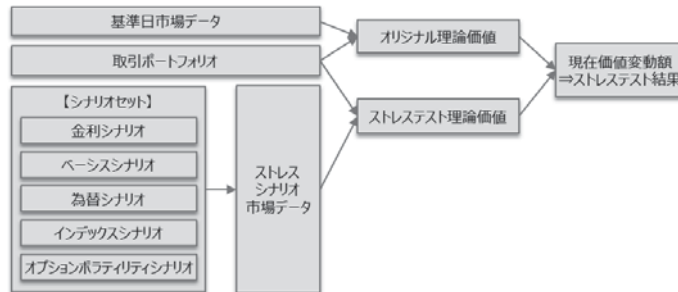 基準日市場データ
取引ポートフォリオ
【シナリオセット】
金利シナリオ
ベーシスシナリオ
為替シナリオ
インデックスシナリオ
オプションボラティリティシナリオ
ストレス
シナリオ
市場データ
オリジナル理論価値
ストレステスト理論価値
現在価値変動額
⇒ストレステスト結果